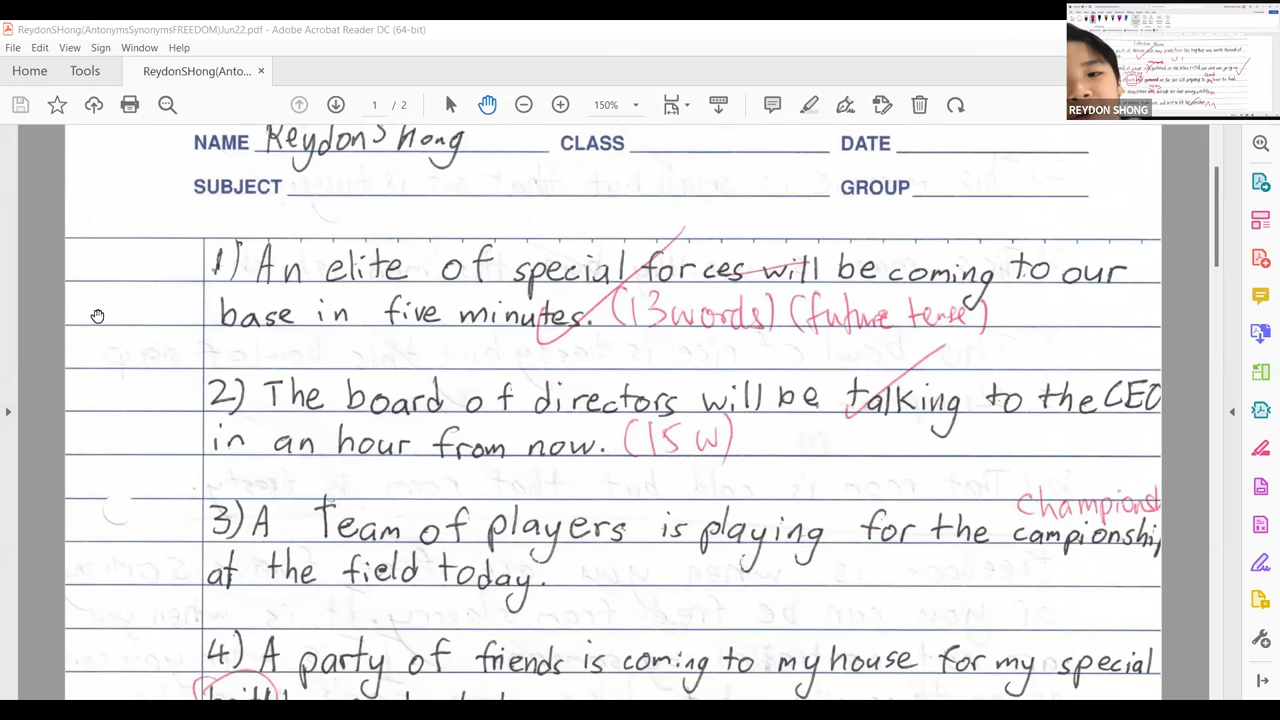 ReydonSHong(AntonymsSynonymsFREEDOM)Jun22.pdf - Adobe Acrobat Reader DC (64-bit)
File Edit View Sign Window Help
Home Tools ReydonSHong(Anto... ×
1 / 2 150%
REYDON SHONG
NAME Reydon Shong CLASS DATE
SUBJECT GROUP
1) An elite of special forces will be coming to our
base in five minutes. (13 words) (future tense)
2) The board of directors will be talking to the CEO
in an hour from now. (15 w)
championsh
3) A Team of players is playing for the campionship
at the field today.
4) A party of friends is coming to my house for my special